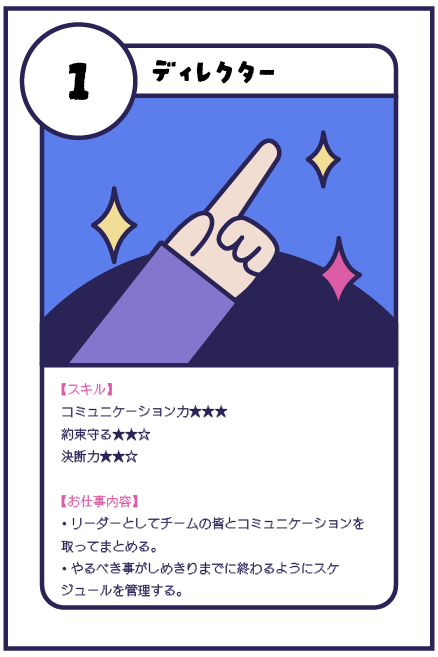 1
ディレクター
【スキル】
コミュニケーション力★★★
約束守る★★☆
決断力★★☆
【お仕事内容】
・リーダーとしてチームの皆とコミュニケーションを
取ってまとめる。
・やるべき事がしめきりまでに終わるようにスケ
ジュールを管理する。